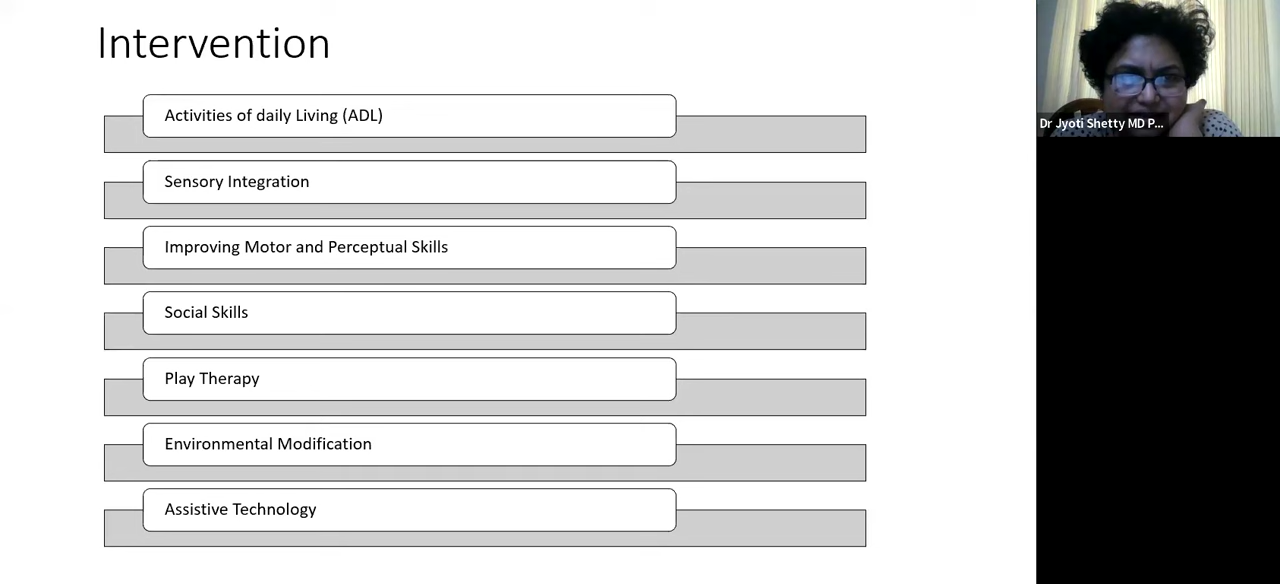 Intervention
Activities of daily Living (ADL)
Sensory Integration
Improving Motor and Perceptual Skills
Social Skills
Play Therapy
Environmental Modification
Assistive Technology
Dr Jyoti Shetty MD P...